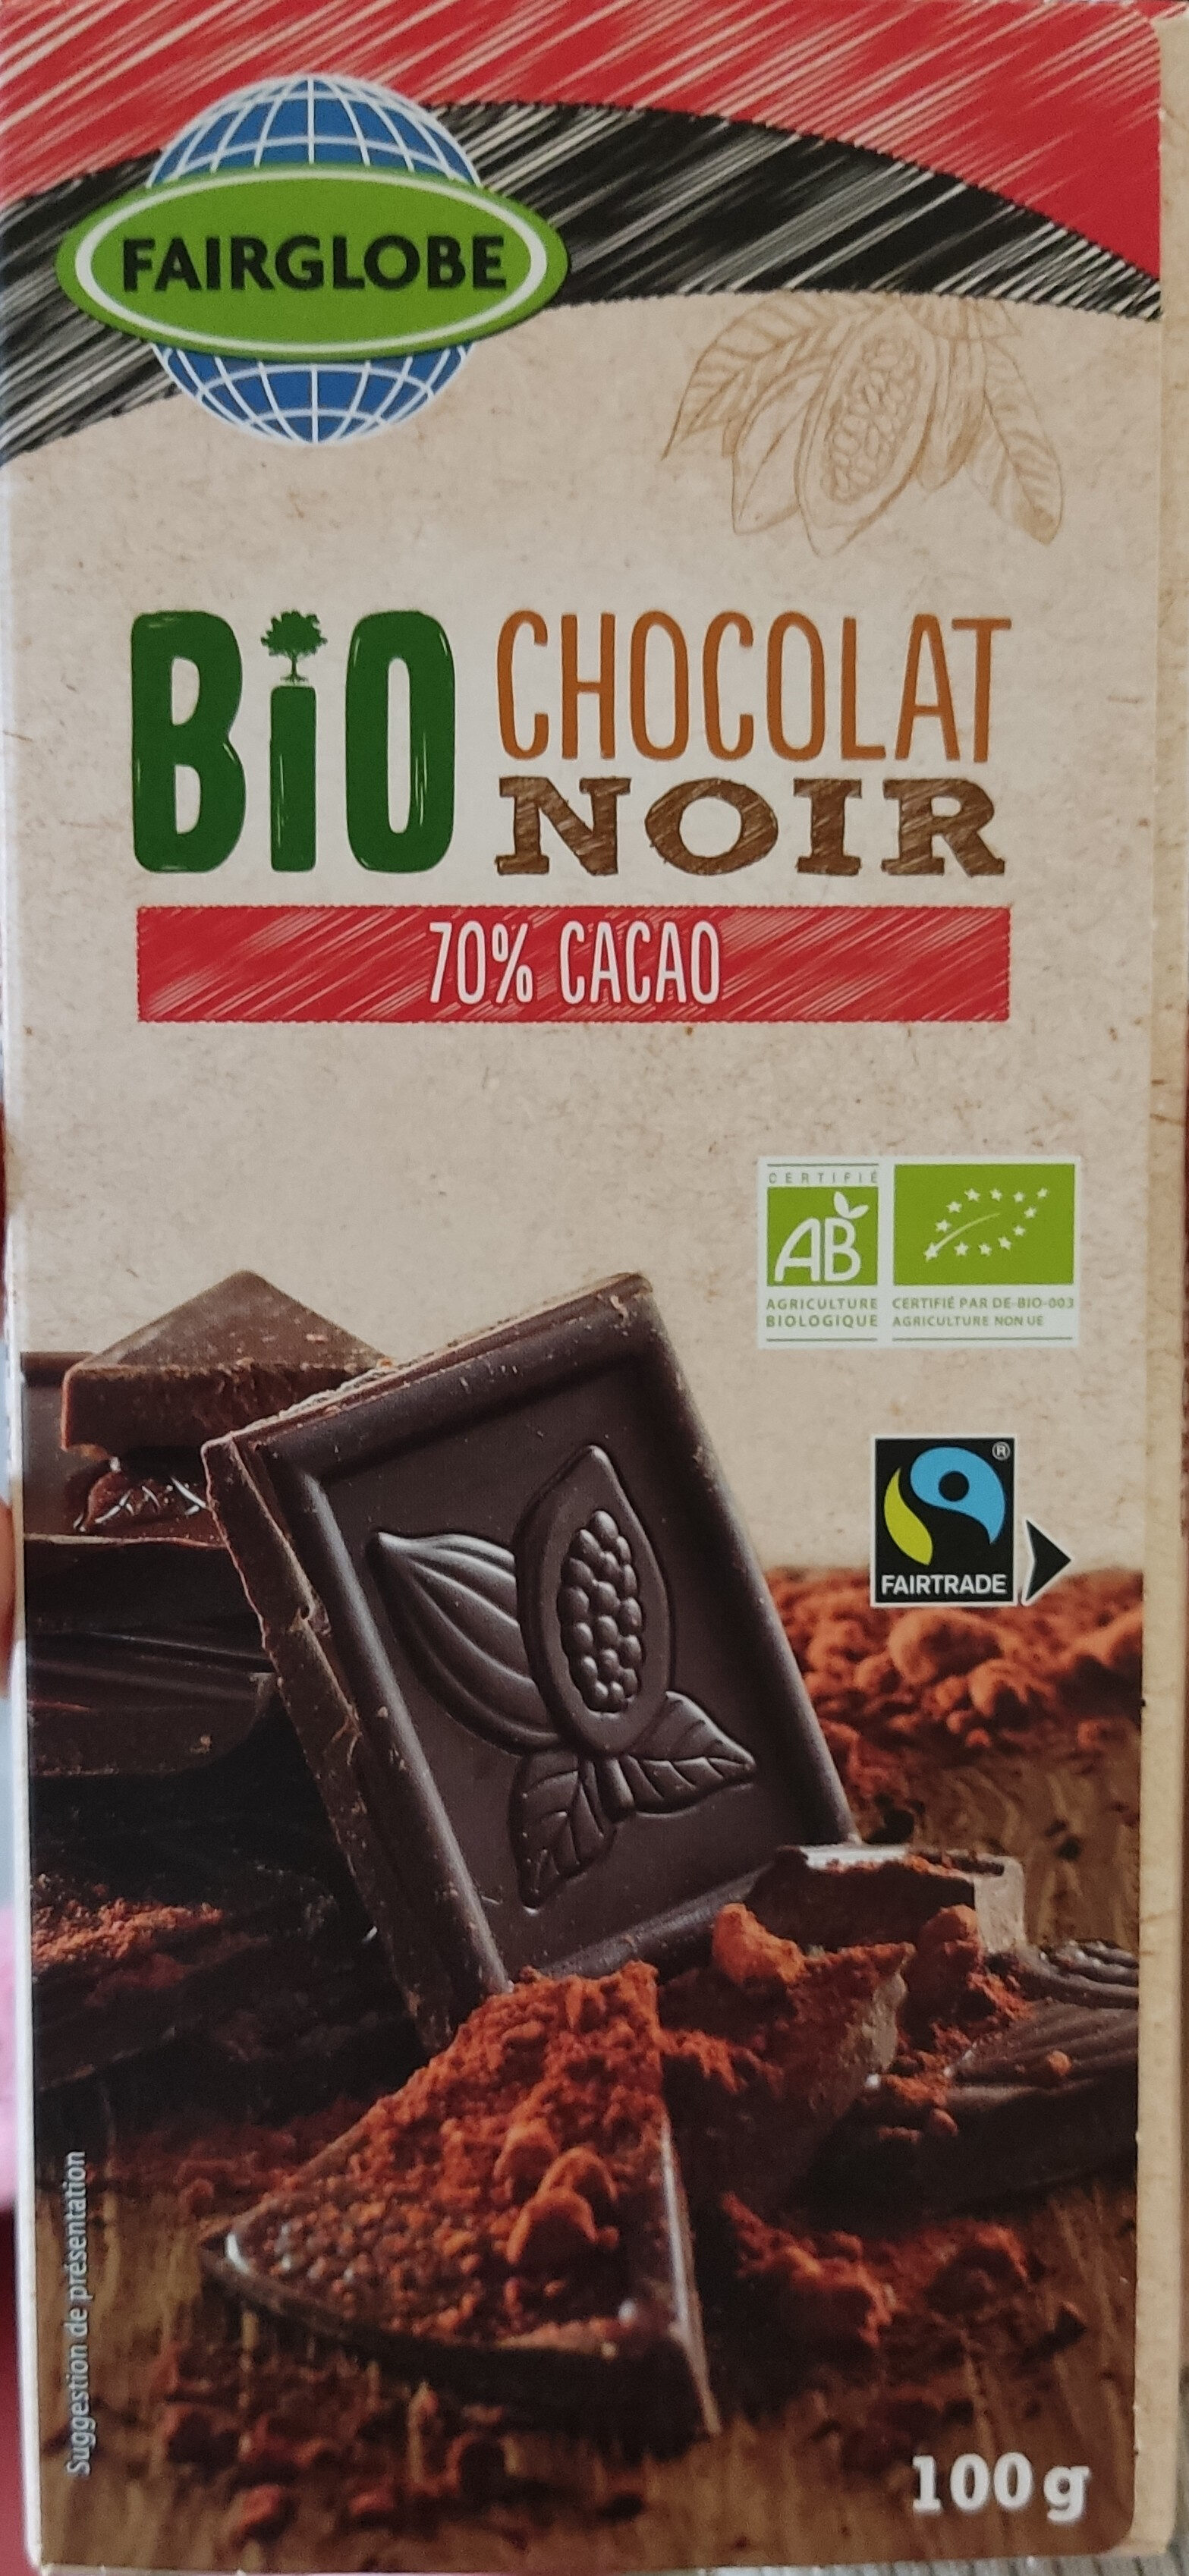 FAIRGLOBE
BIO CHOCOLAT
NOIR
70% CACAO
CERTIFIÉ
AB
AGRICULTURE
BIOLOGIQUE
CERTIFIÉ PAR DE-BIO-003
AGRICULTURE NON UE
®
FAIRTRADE
Suggestion de présentation
100 g